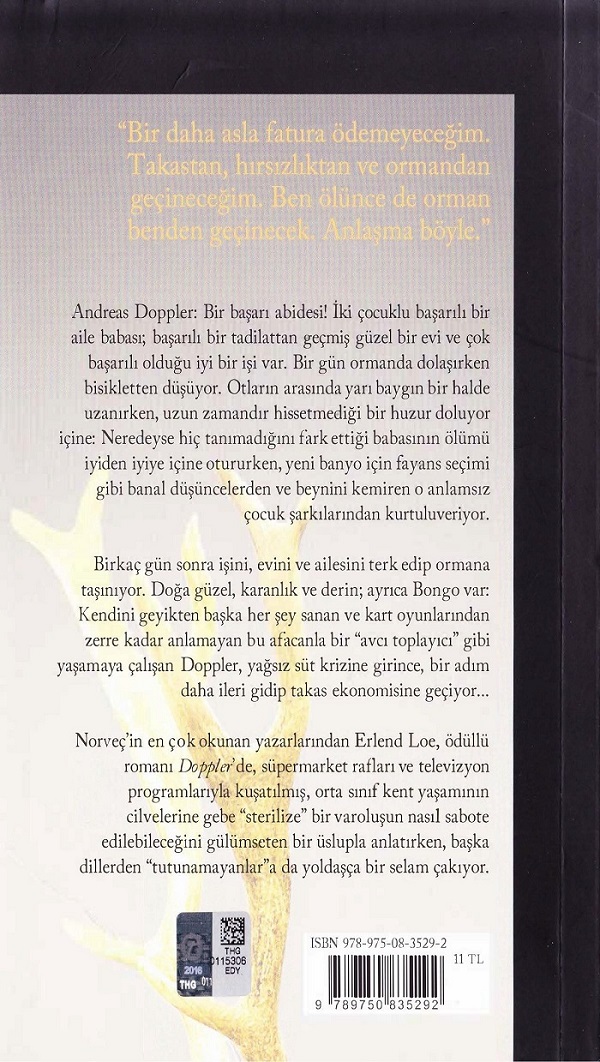 “Bir daha asla fatura ödemeyeceğim.
Takastan, hırsızlıktan ve ormandan
geçineceğim. Ben ölünce de orman
benden geçinecek. Anlaşma böyle.”
Andreas Doppler: Bir başarı abidesi! İki çocuklu başarılı bir
aile babası; başarılı bir tadilattan geçmiş güzel bir evi ve çok
başarılı olduğu iyi bir işi var. Bir gün ormanda dolaşırken
bisikletten düşüyor. Otların arasında yarı baygın bir halde
uzanırken, uzun zamandır hissetmediği bir huzur doluyor
içine: Neredeyse hiç tanımadığını fark ettiği babasının ölümü
iyiden iyiye içine otururken, yeni banyo için fayans seçimi
gibi banal düşüncelerden ve beynini kemiren o anlamsız
çocuk şarkılarından kurtuluveriyor.
Birkaç gün sonra işini, evini ve ailesini terk edip ormana
taşınıyor. Doğa güzel, karanlık ve derin; ayrıca Bongo var:
Kendini geyikten başka her şey sanan ve kart oyunlarından
zerre kadar anlamayan bu afacanla bir “avcı toplayıcı” gibi
yaşamaya çalışan Doppler, yağsız süt krizine girince, bir adım
daha ileri gidip takas ekonomisine geçiyor...
Norveç’in en çok okunan yazarlarından Erlend Loe, ödüllü
romanı Doppler’de, süpermarket rafları ve televizyon
programlarıyla kuşatılmış, orta sınıf kent yaşamının
cilvelerine gebe “sterilize” bir varoluşun nasıl sabote
edilebileceğini gülümseten bir üslupla anlatırken, başka
dillerden “tutunamayanlar”a da yoldaşça bir selam çakıyor.
THG
0115306
EDY
2016
THG 011
ISBN 978-975-08-3529-2
11 TL
9 789750 835292